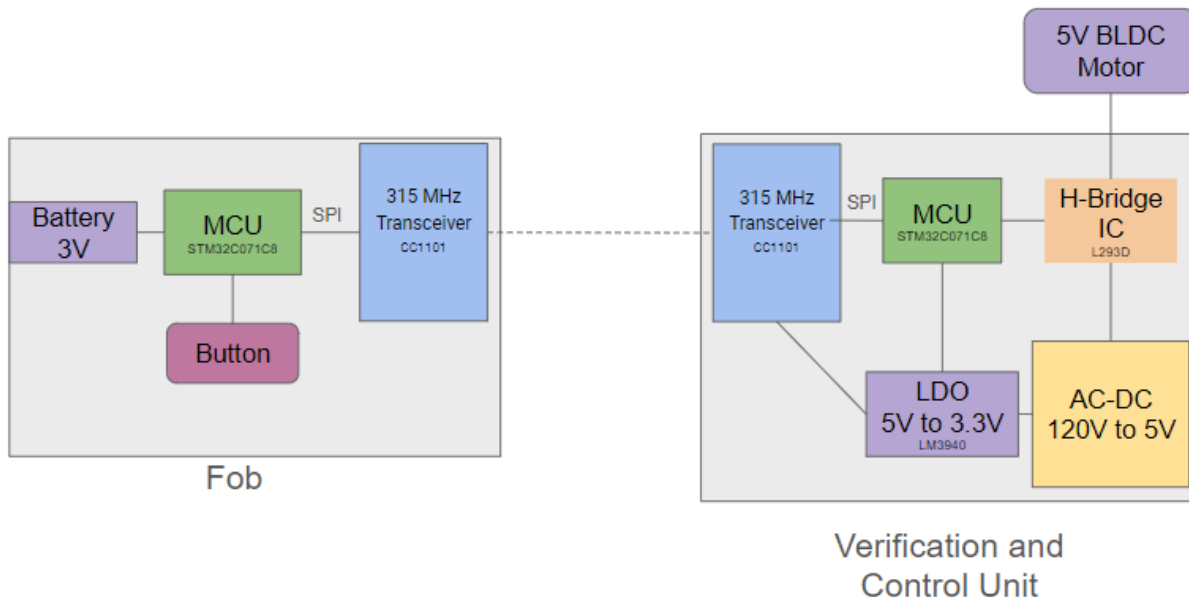 5V BLDC
Motor
Battery
3V
MCU
STM32C071C8
SPI
315 MHz
Transceiver
CC1101
Button
Fob
315 MHz
Transceiver
CC1101
SPI
MCU
STM32C071C8
H-Bridge
IC
L293D
LDO
5V to 3.3V
LM3940
AC-DC
120V to 5V
Verification and
Control Unit